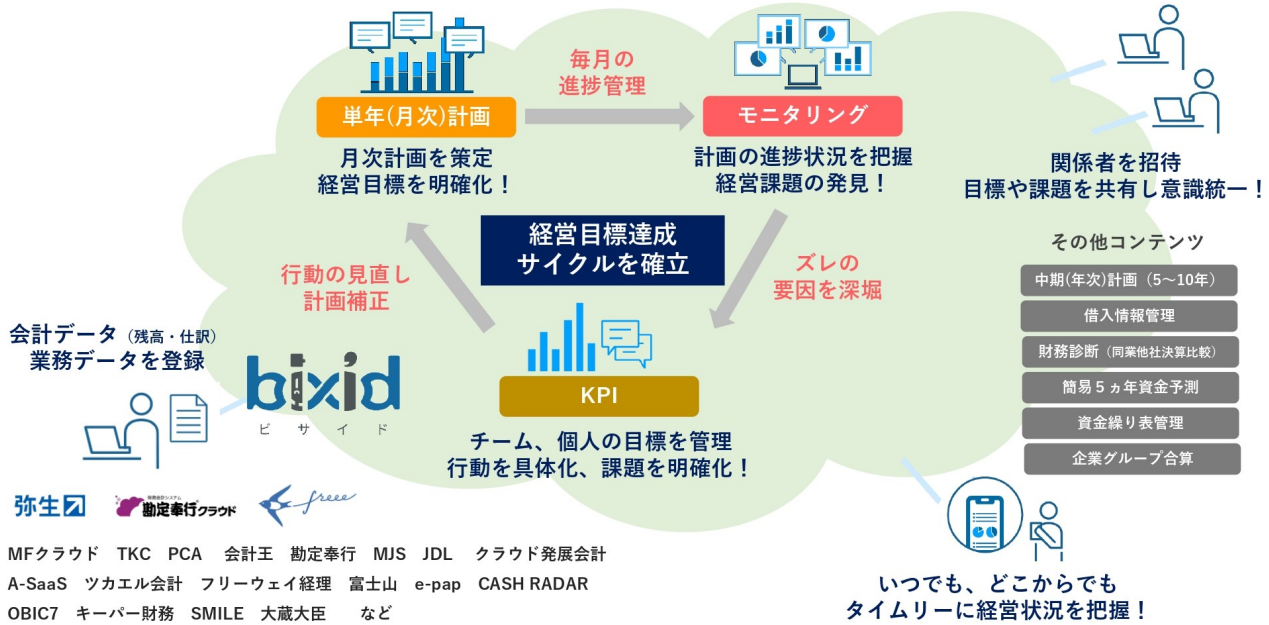 毎月の
進捗管理
単年(月次)計画
モニタリング
月次計画を策定
経営目標を明確化！
計画の進捗状況を把握
経営課題の発見！
関係者を招待
目標や課題を共有し意識統一！
経営目標達成
サイクルを確立
行動の見直し
計画補正
ズレの
要因を深堀
その他コンテンツ
中期(年次)計画（5～10年）
借入情報管理
財務診断（同業他社決算比較）
簡易５ヵ年資金予測
資金繰り表管理
企業グループ合算
会計データ（残高・仕訳）
業務データを登録
bixid
ビサイド
KPI
チーム、個人の目標を管理
行動を具体化、課題を明確化！
弥生
勘定奉行クラウド
freee
MFクラウド TKC PCA 会計王 勘定奉行 MJS JDL クラウド発展会計
A-SaaS ツカエル会計 フリーウェイ経理 富士山 e-pap CASH RADAR
OBIC7 キーパー財務 SMILE 大蔵大臣 など
いつでも、どこからでも
タイムリーに経営状況を把握！